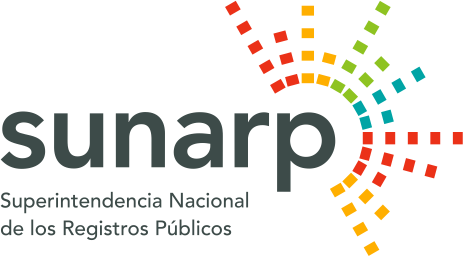 sunarp
Superintendencia Nacional
de los Registros Públicos